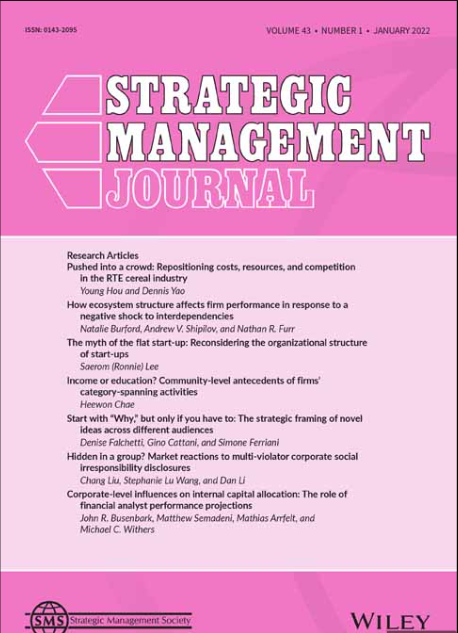 ISSN: 0143-2095
VOLUME 43 • NUMBER 1 • JANUARY 2022
STRATEGIC
MANAGEMENT
JOURNAL
Research Articles
Pushed into a crowd: Repositioning costs, resources, and competition
in the RTE cereal industry
Young Hou and Dennis Yao
How ecosystem structure affects firm performance in response to a
negative shock to interdependencies
Natalie Burford, Andrew V. Shipilov, and Nathan R. Furr
The myth of the flat start-up: Reconsidering the organizational structure
of start-ups
Saerom (Ronnie) Lee
Income or education? Community-level antecedents of firms'
category-spanning activities
Heewon Chae
Start with "Why," but only if you have to: The strategic framing of novel
ideas across different audiences
Denise Falchetti, Gino Cattani, and Simone Ferriani
Hidden in a group? Market reactions to multi-violator corporate social
irresponsibility disclosures
Chang Liu, Stephanie Lu Wang, and Dan Li
Corporate-level influences on internal capital allocation: The role of
financial analyst performance projections
John R. Busenbark, Matthew Semadeni, Mathias Arrfelt, and
Michael C. Withers
SMS Strategic Management Society
WILEY